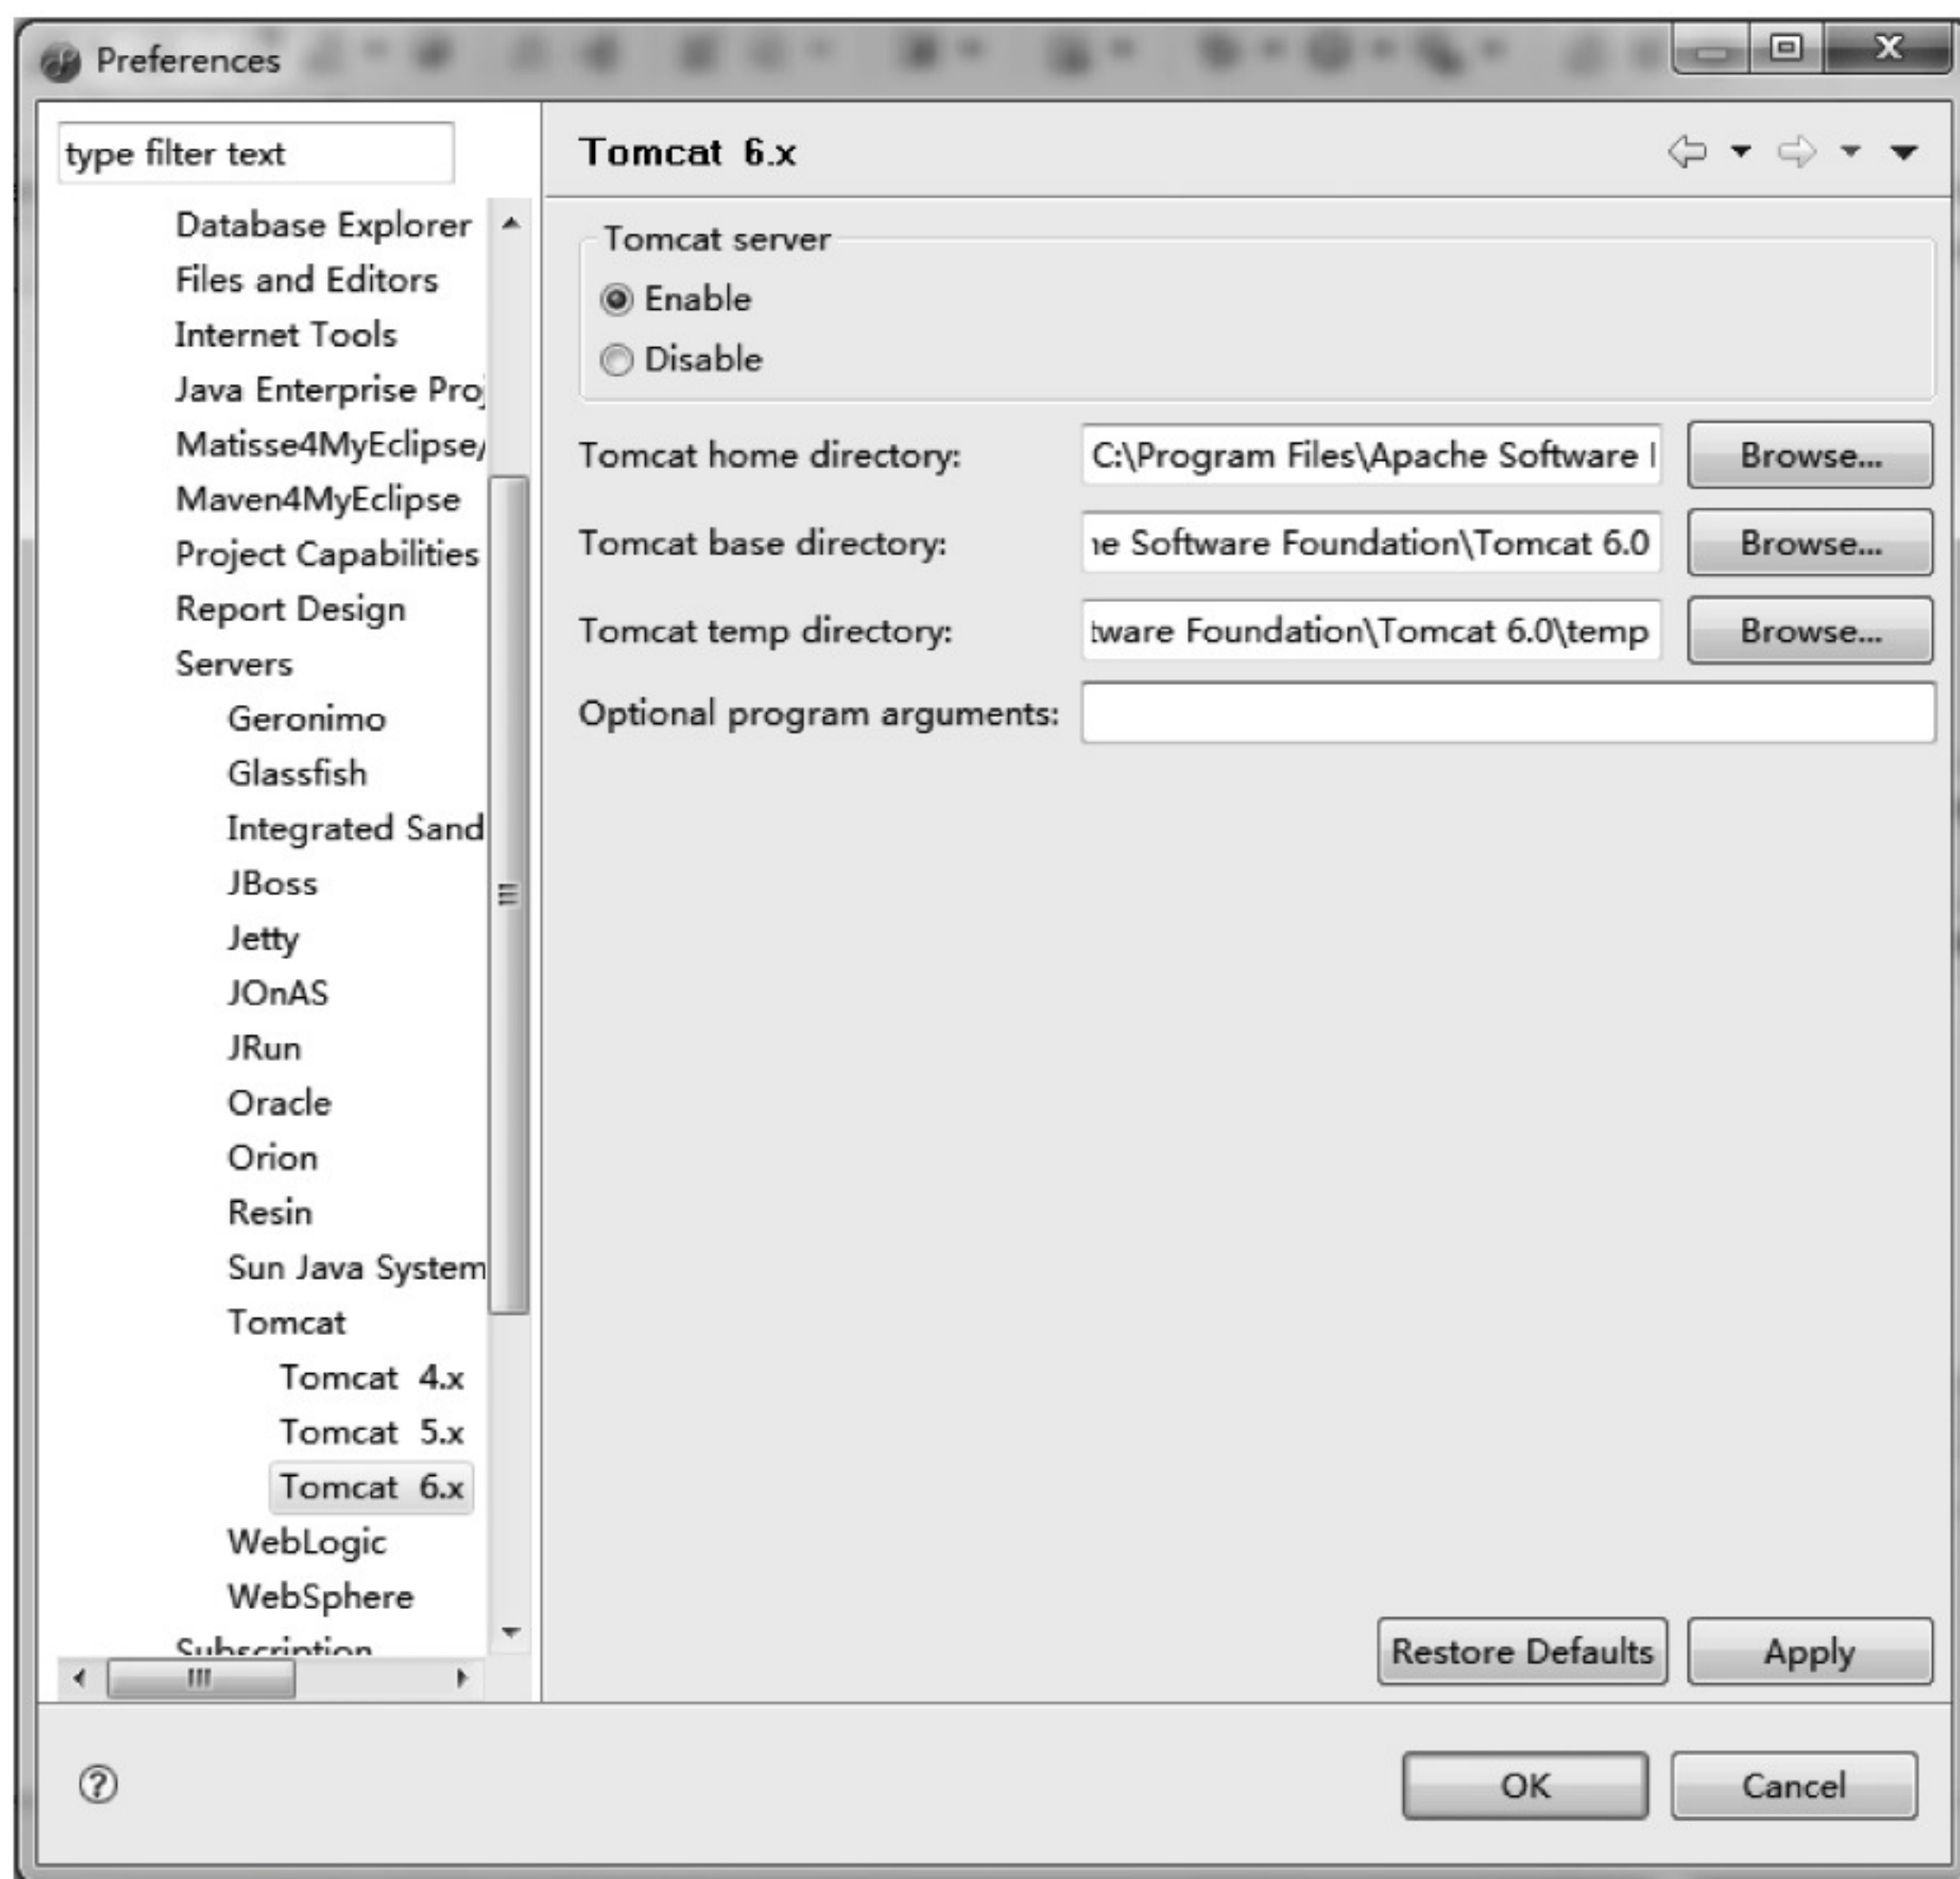 Preferences
type filter text
Database Explorer
Files and Editors
Internet Tools
Java Enterprise Proj
Matisse4MyEclipse/
Maven4MyEclipse
Project Capabilities
Report Design
Servers
Geronimo
Glassfish
Integrated Sand
JBoss
Jetty
JOnAS
JRun
Oracle
Orion
Resin
Sun Java System
Tomcat
Tomcat 4.x
Tomcat 5.x
Tomcat 6.x
WebLogic
WebSphere
Subscription
Tomcat 6.x
Tomcat server
Enable
Disable
Tomcat home directory: C:\Program Files\Apache Software Browse...
Tomcat base directory: ne Software Foundation\Tomcat 6.0 Browse...
Tomcat temp directory: tware Foundation\Tomcat 6.0\temp Browse...
Optional program arguments:
Restore Defaults Apply
OK Cancel